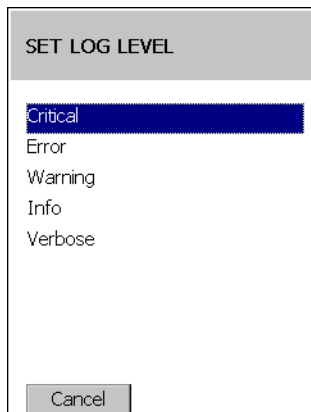 SET LOG LEVEL
Critical
Error
Warning
Info
Verbose
Cancel